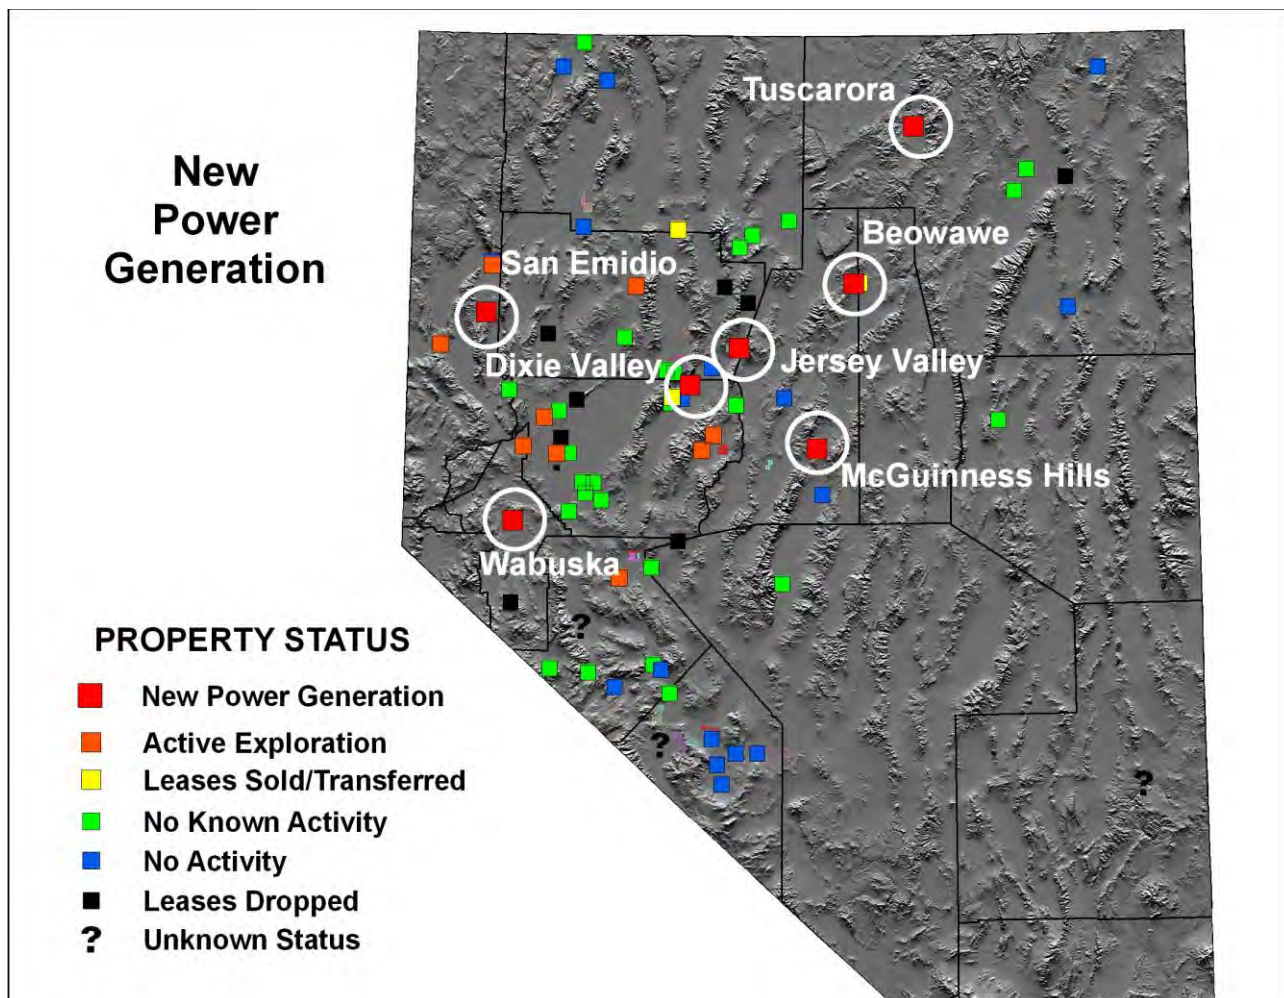 New
Power
Generation
Tuscarora
Beowawe
San Emidio
Dixie Valley
Jersey Valley
McGuinness Hills
Wabuska
?
?
?
PROPERTY STATUS
New Power Generation
Active Exploration
Leases Sold/Transferred
No Known Activity
No Activity
Leases Dropped
? Unknown Status